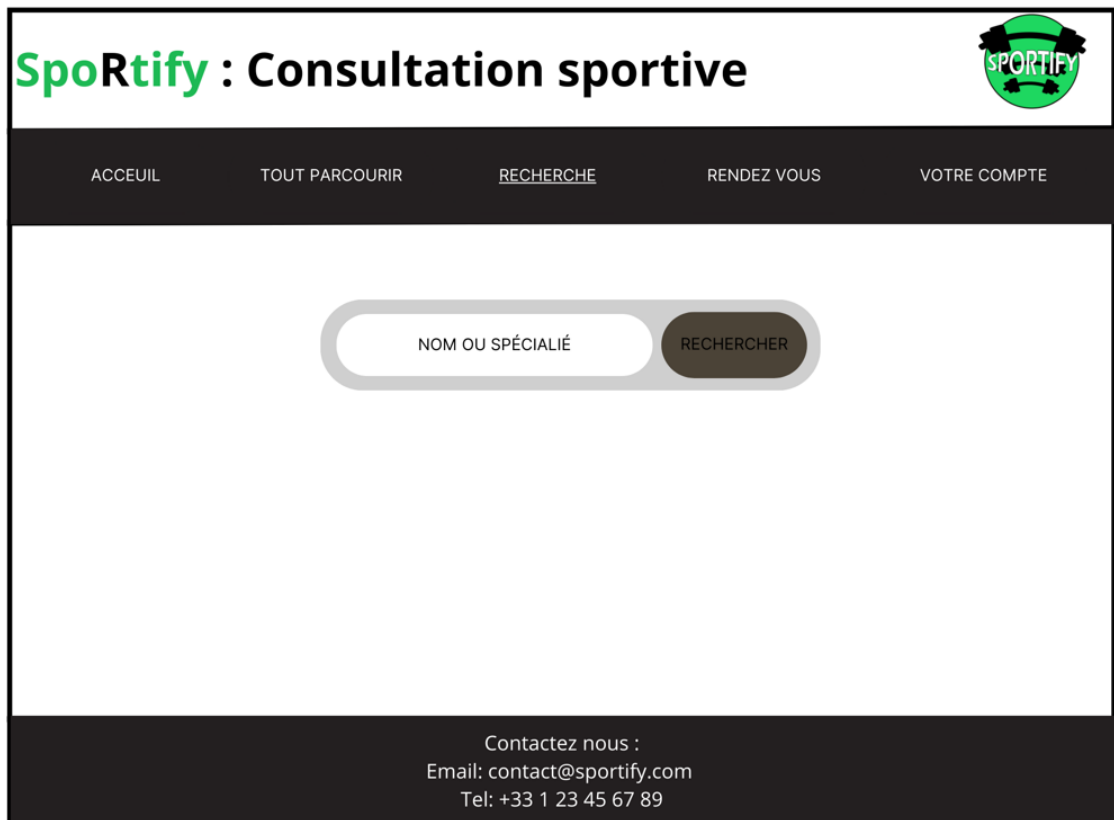 SpoRtify : Consultation sportive
SPORTIFY
ACCEUIL TOUT PARCOURIR RECHERCHE RENDEZ VOUS VOTRE COMPTE
NOM OU SPÉCIALIÉ RECHERCHER
Contactez nous :
Email: contact@sportify.com
Tel: +33 1 23 45 67 89